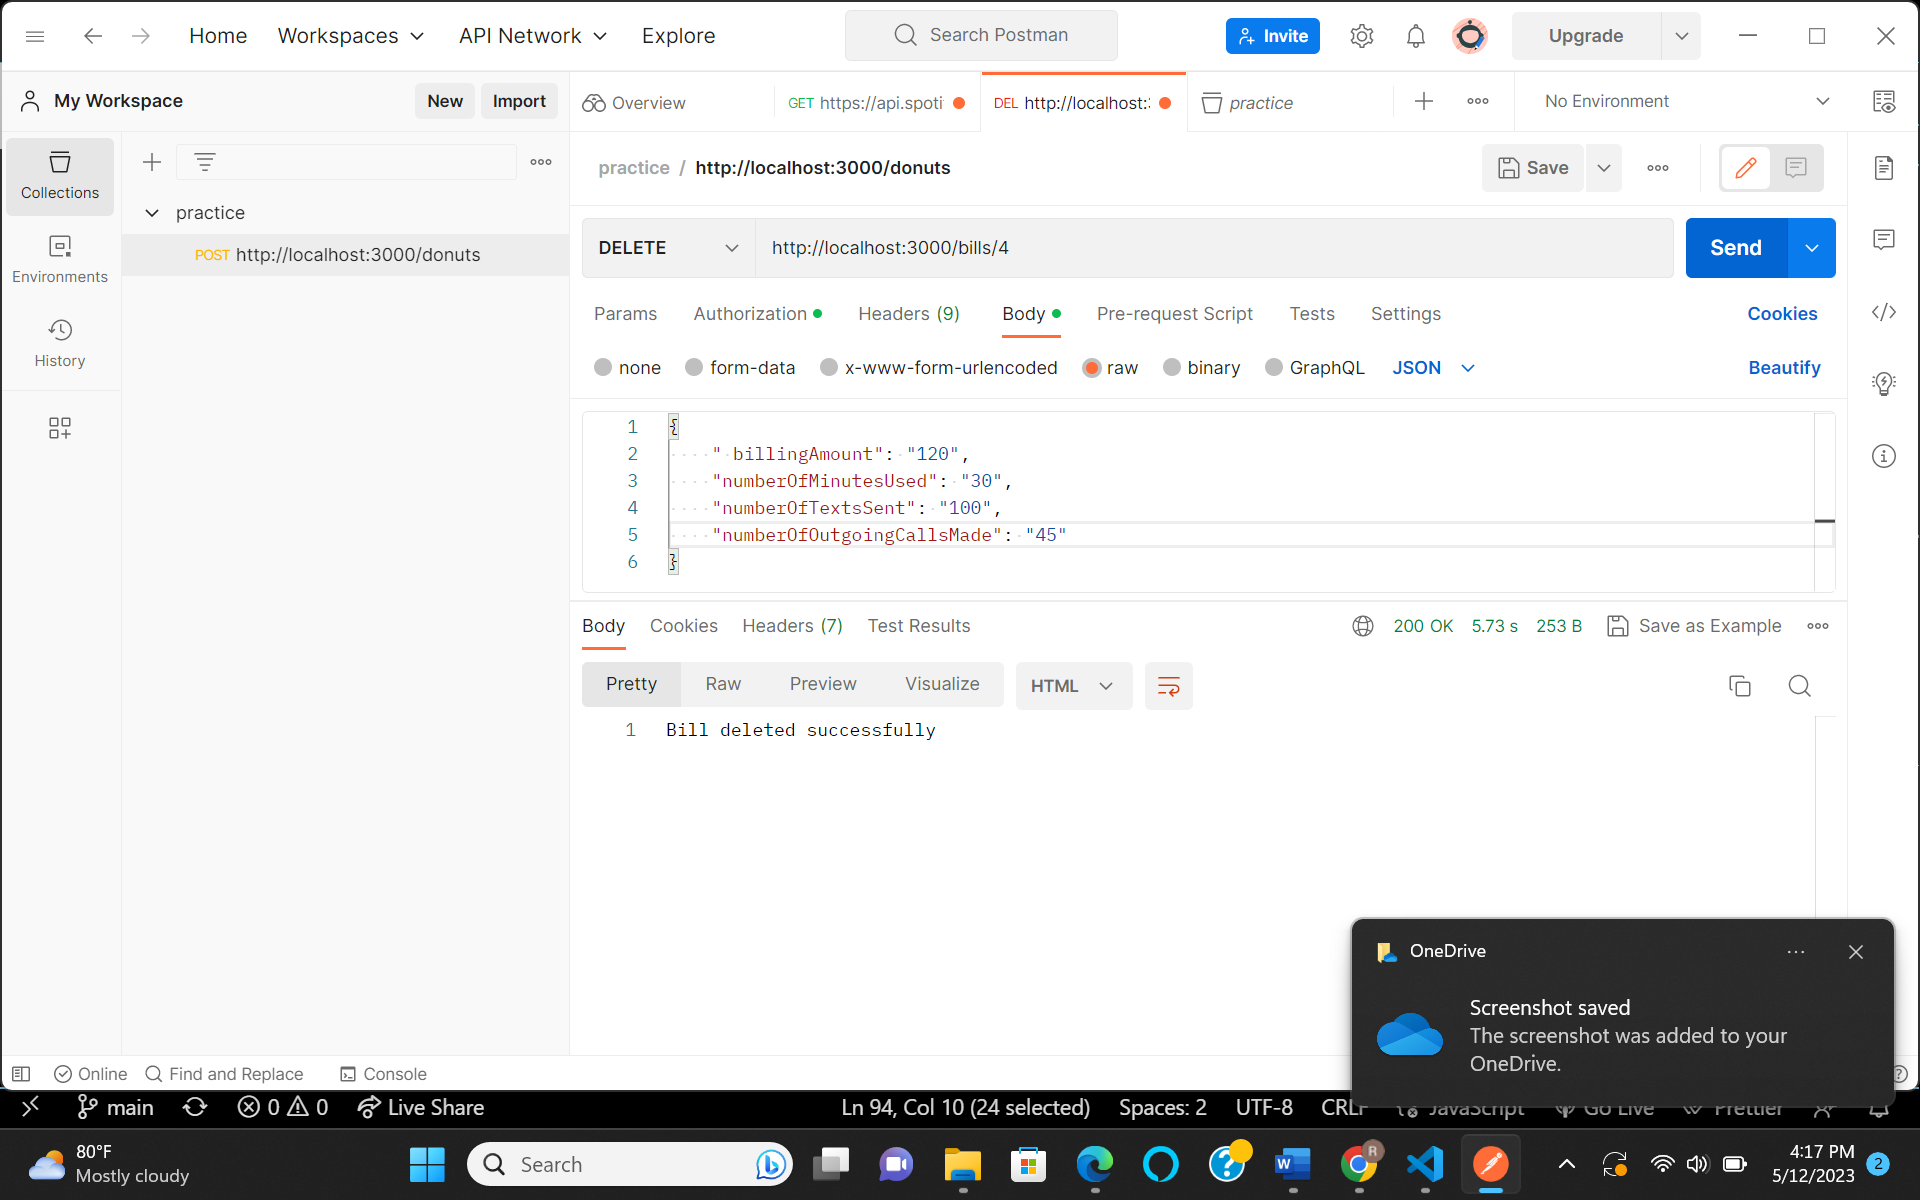 Home
Workspaces
API Network
Explore
Search Postman
Invite
Upgrade
My Workspace
New
Import
Overview
GET https://api.spoti
DEL http://localhost:
practice
No Environment
Collections
Environments
History
practice
POST http://localhost:3000/donuts
practice / http://localhost:3000/donuts
Save
DELETE
http://localhost:3000/bills/4
Send
Params
Authorization
Headers (9)
Body
Pre-request Script
Tests
Settings
Cookies
none
form-data
x-www-form-urlencoded
raw
binary
GraphQL
JSON
Beautify
1 {
2 " billingAmount": "120",
3 "numberOfMinutesUsed": "30",
4 "numberOfTextsSent": "100",
5 "numberOfOutgoingCallsMade": "45"
6 }
Body
Cookies
Headers (7)
Test Results
200 OK
5.73 s
253 B
Save as Example
Pretty
Raw
Preview
Visualize
HTML
1 Bill deleted successfully
OneDrive
Screenshot saved
The screenshot was added to your
OneDrive.
Online
Find and Replace
Console
main
0
0
Live Share
Ln 94, Col 10 (24 selected)
Spaces: 2
UTF-8
CRLF
JavaScript
Go Live
Prettier
80°F
Mostly cloudy
Search
R
4:17 PM
5/12/2023
2